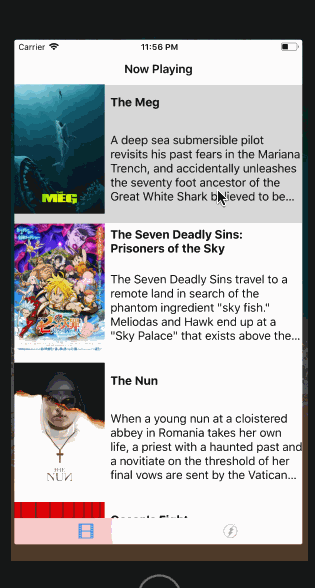 Carrier 11:56 PM
Now Playing
The Meg
A deep sea submersible pilot
revisits his past fears in the Mariana
Trench, and accidentally unleashes
the seventy foot ancestor of the
Great White Shark believed to be...
THE MEG
The Seven Deadly Sins:
Prisoners of the Sky
The Seven Deadly Sins travel to a
remote land in search of the
phantom ingredient "sky fish."
Meliodas and Hawk end up at a
"Sky Palace" that exists above the...
The Nun
When a young nun at a cloistered
abbey in Romania takes her own
life, a priest with a haunted past and
a novitiate on the threshold of her
final vows are sent by the Vatican...
THE
NUN